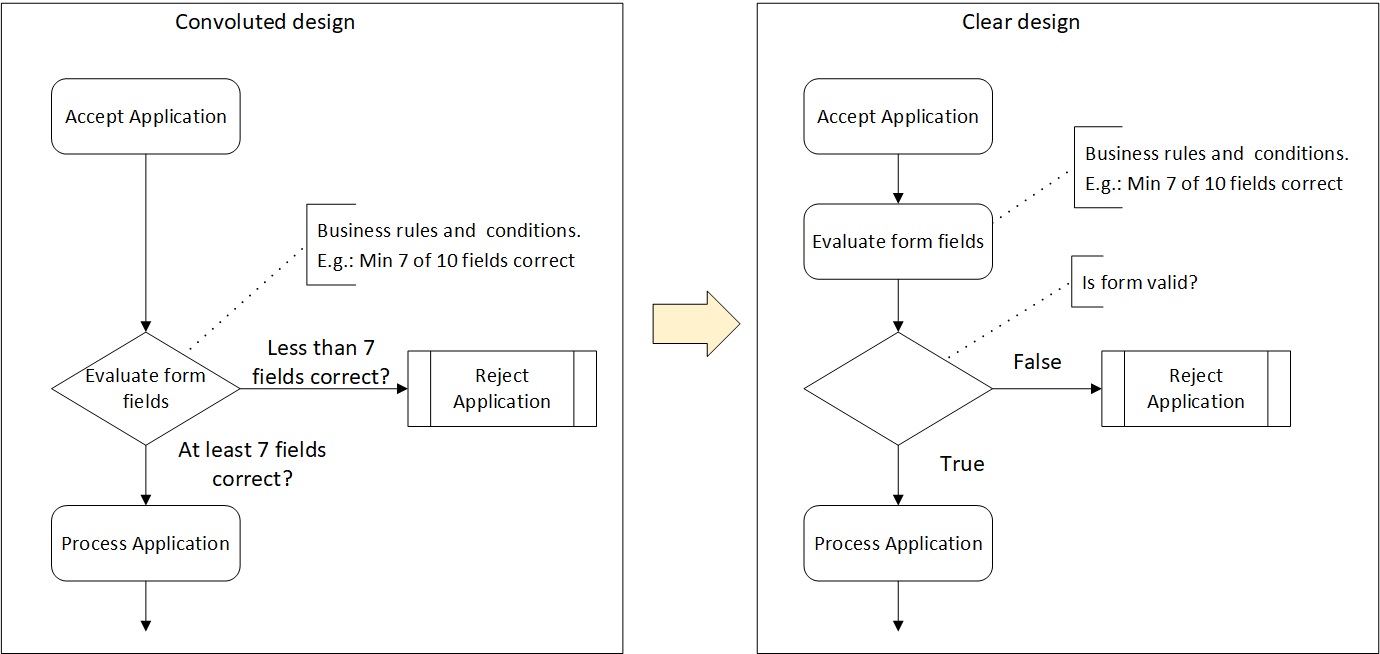 Convoluted design
Accept Application
Business rules and  conditions.
E.g.: Min 7 of 10 fields correct
Evaluate form
fields
Less than 7
fields correct?
Reject
Application
At least 7 fields
correct?
Process Application
Clear design
Accept Application
Business rules and  conditions.
E.g.: Min 7 of 10 fields correct
Evaluate form fields
Is form valid?
False
Reject
Application
True
Process Application